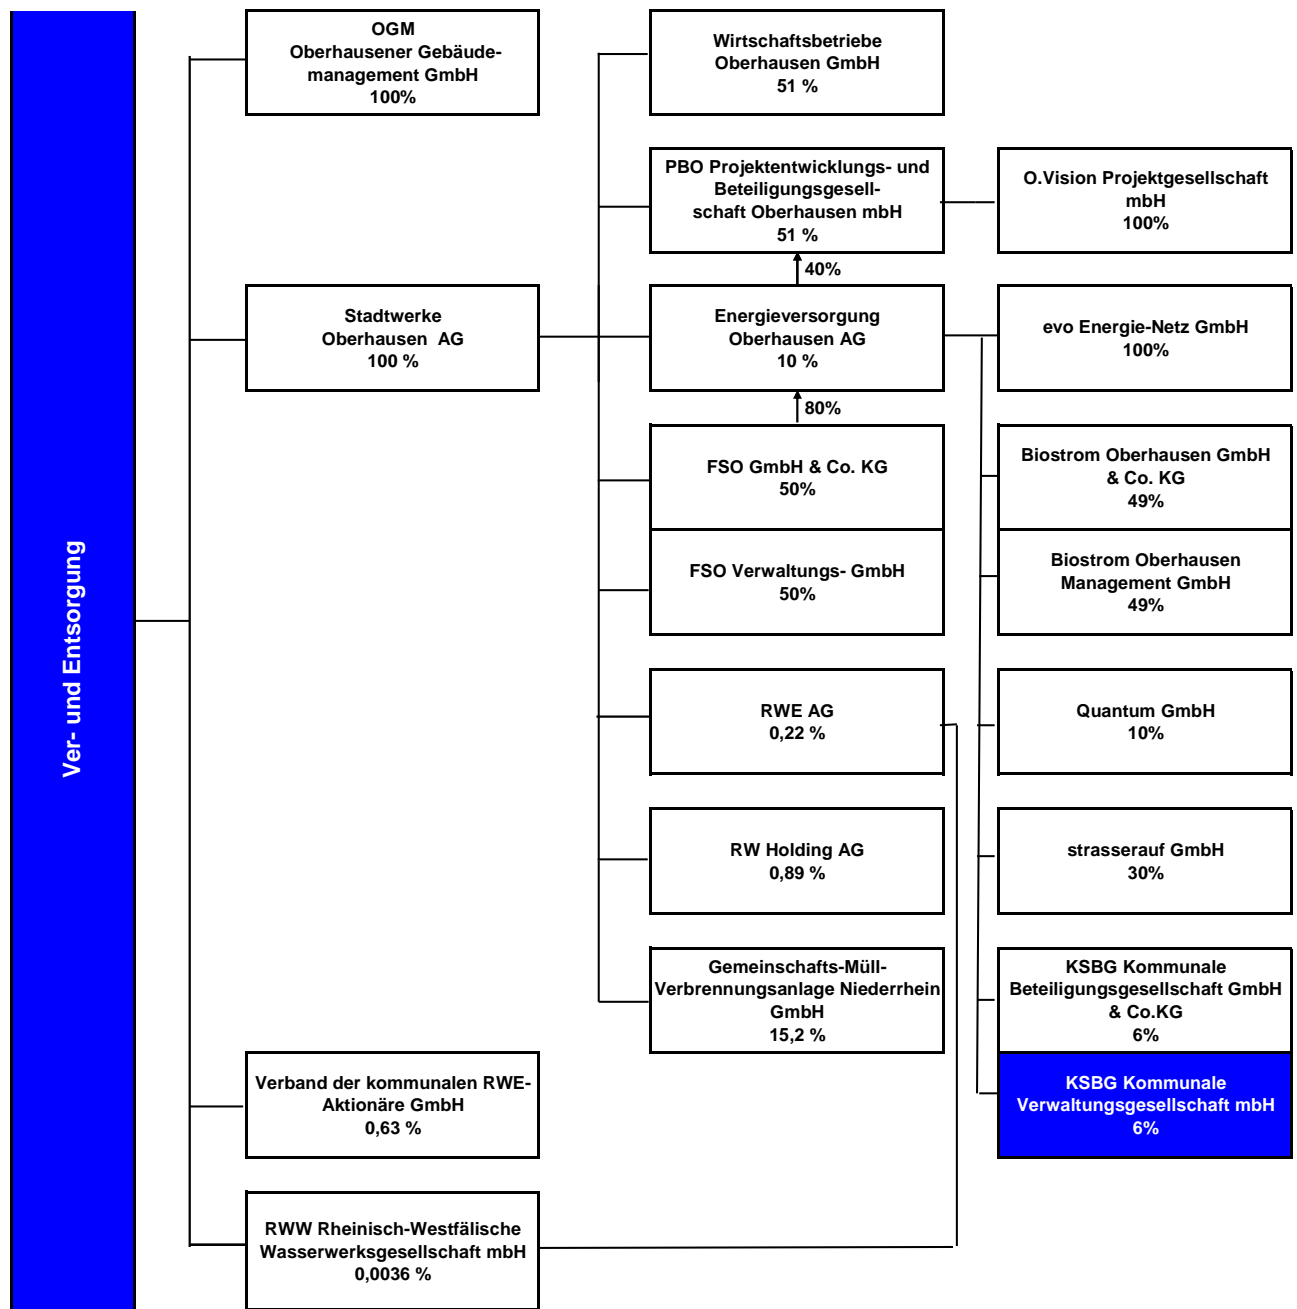 Ver- und Entsorgung
OGM
Oberhausener Gebäude-
management GmbH
100%
Stadtwerke
Oberhausen AG
100 %
Verband der kommunalen RWE-
Aktionäre GmbH
0,63 %
RWW Rheinisch-Westfälische
Wasserwerksgesellschaft mbH
0,0036 %
Wirtschaftsbetriebe
Oberhausen GmbH
51 %
PBO Projektentwicklungs- und
Beteiligungsgesell-
schaft Oberhausen mbH
51 %
40%
Energieversorgung
Oberhausen AG
10 %
80%
FSO GmbH & Co. KG
50%
FSO Verwaltungs- GmbH
50%
RWE AG
0,22 %
RW Holding AG
0,89 %
Gemeinschafts-Müll-
Verbrennungsanlage Niederrhein
GmbH
15,2 %
O.Vision Projektgesellschaft
mbH
100%
evo Energie-Netz GmbH
100%
Biostrom Oberhausen GmbH
& Co. KG
49%
Biostrom Oberhausen
Management GmbH
49%
Quantum GmbH
10%
strasserauf GmbH
30%
KSBG Kommunale
Beteiligungsgesellschaft GmbH
& Co.KG
6%
KSBG Kommunale
Verwaltungsgesellschaft mbH
6%